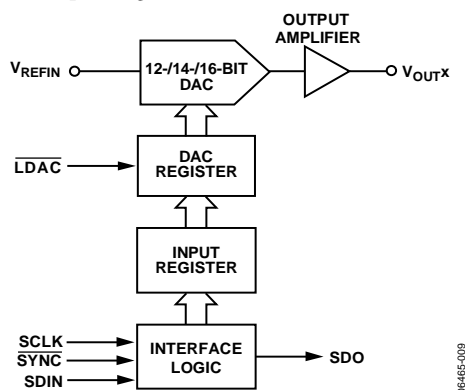 OUTPUT
AMPLIFIER
VREFIN
12-/14-/16-BIT
DAC
VOUTx
LDAC
DAC
REGISTER
INPUT
REGISTER
SCLK
SYNC
SDIN
INTERFACE
LOGIC
SDO
06465-009